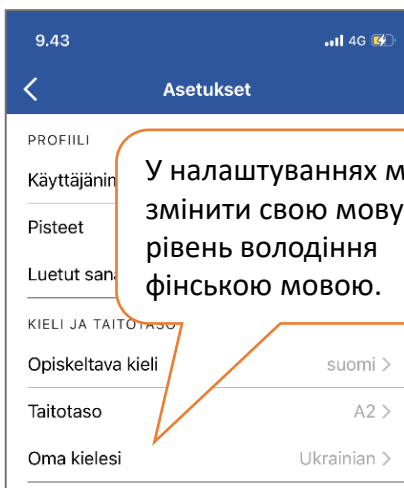 9.43
4G
Asetukset
PROFIILI
Käyttäjänin
Pisteet
Luetut sana
У налаштуваннях м
змінити свою мову
рівень володіння
фінською мовою.
KIELI JA TAITOTASO
Opiskeltava kieli
suomi >
Taitotaso
A2 >
Oma kielesi
Ukrainian >